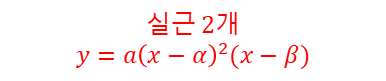 실근 2개
y = a(x − α)²(x − β)